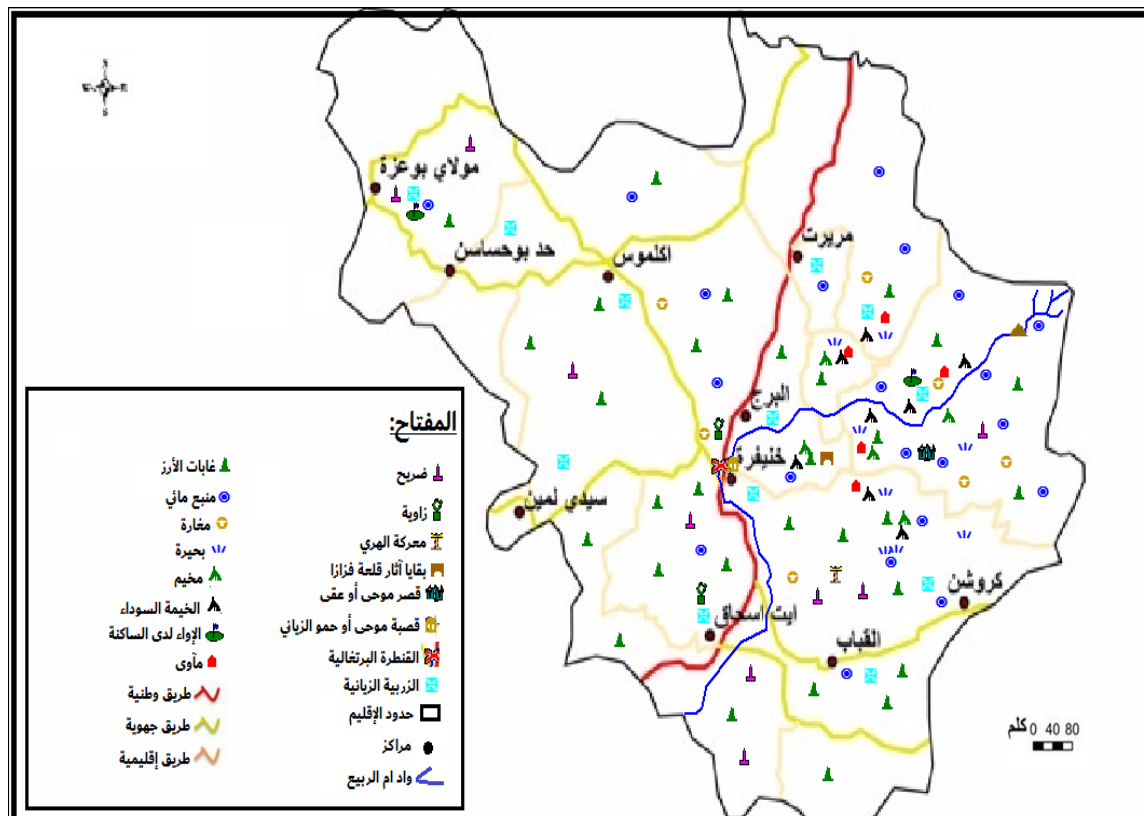 مولاي بوعزة
حد بوحساسن
اكلموس
مريرت
البرج
خنيفرة
سيدي لمين
ايت اسحاق
القباب
كروشن
المفتاح:
ضريح
زاوية
معركة الهري
بقايا آثار قلعة فزازا
قصر موحى أو عقى
قصبة موحى أو حمو الزياني
القنطرة البرتغالية
الزربية الزيانية
حدود الإقليم
مراكز
واد ام الربيع
غابات الأرز
منبع مائي
مغارة
بحيرة
مخيم
الخيمة السوداء
الإواء لدى الساكنة
مآوى
طريق وطنية
طريق جهوية
طريق إقليمية
كلم 0 40 80